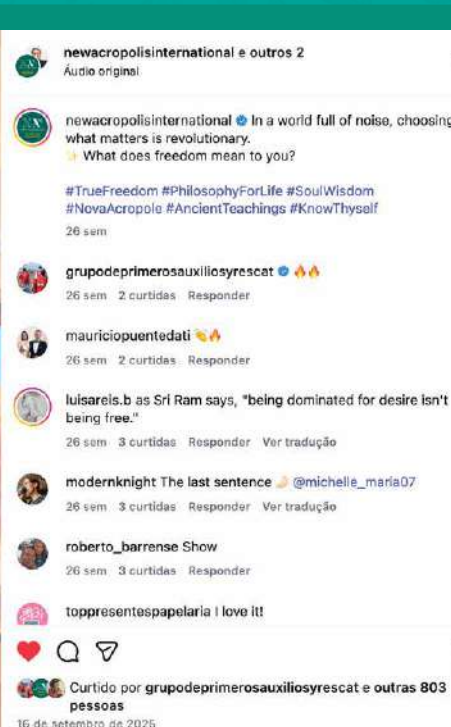 newacropolisinternational e outros 2
Áudio original
newacropolisinternational In a world full of noise, choosing
what matters is revolutionary.
✨ What does freedom mean to you?
#TrueFreedom #PhilosophyForLife #SoulWisdom
#NovaAcropole #AncientTeachings #KnowThyself
26 sem
grupodeprimerosauxiliosyrescat 🔥🔥
26 sem 2 curtidas Responder
mauriciopuentedati 👏🔥
26 sem 2 curtidas Responder
luisareis.b as Sri Ram says, "being dominated for desire isn't
being free."
26 sem 3 curtidas Responder Ver tradução
modernknight The last sentence 🤌🏻 @michelle_maria07
26 sem 3 curtidas Responder Ver tradução
roberto_barrense Show
26 sem 3 curtidas Responder
toppresentespapelaria I love it!
Curtido por grupodeprimerosauxiliosyrescat e outras 803
pessoas
16 de setembro de 2025